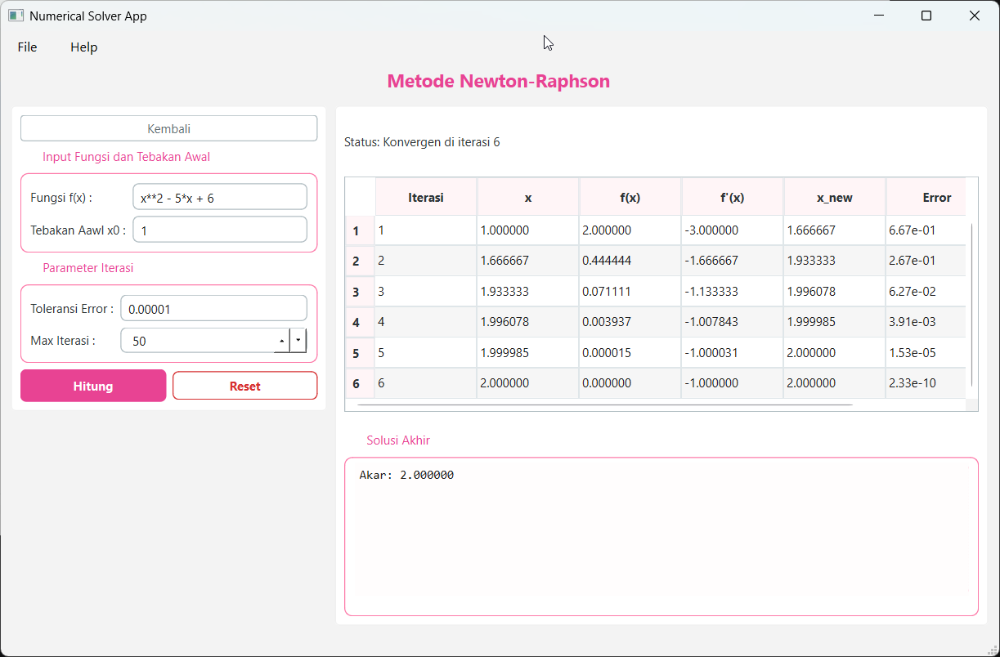 Numerical Solver App
File Help
Metode Newton-Raphson
Kembali
Input Fungsi dan Tebakan Awal
Fungsi f(x) : x**2 - 5*x + 6
Tebakan Aawl x0 : 1
Parameter Iterasi
Toleransi Error : 0.00001
Max Iterasi : 50
Hitung Reset
Status: Konvergen di iterasi 6
Iterasi x f(x) f'(x) x_new Error
1 1 1.000000 2.000000 -3.000000 1.666667 6.67e-01
2 2 1.666667 0.444444 -1.666667 1.933333 2.67e-01
3 3 1.933333 0.071111 -1.133333 1.996078 6.27e-02
4 4 1.996078 0.003937 -1.007843 1.999985 3.91e-03
5 5 1.999985 0.000015 -1.000031 2.000000 1.53e-05
6 6 2.000000 0.000000 -1.000000 2.000000 2.33e-10
Solusi Akhir
Akar: 2.000000